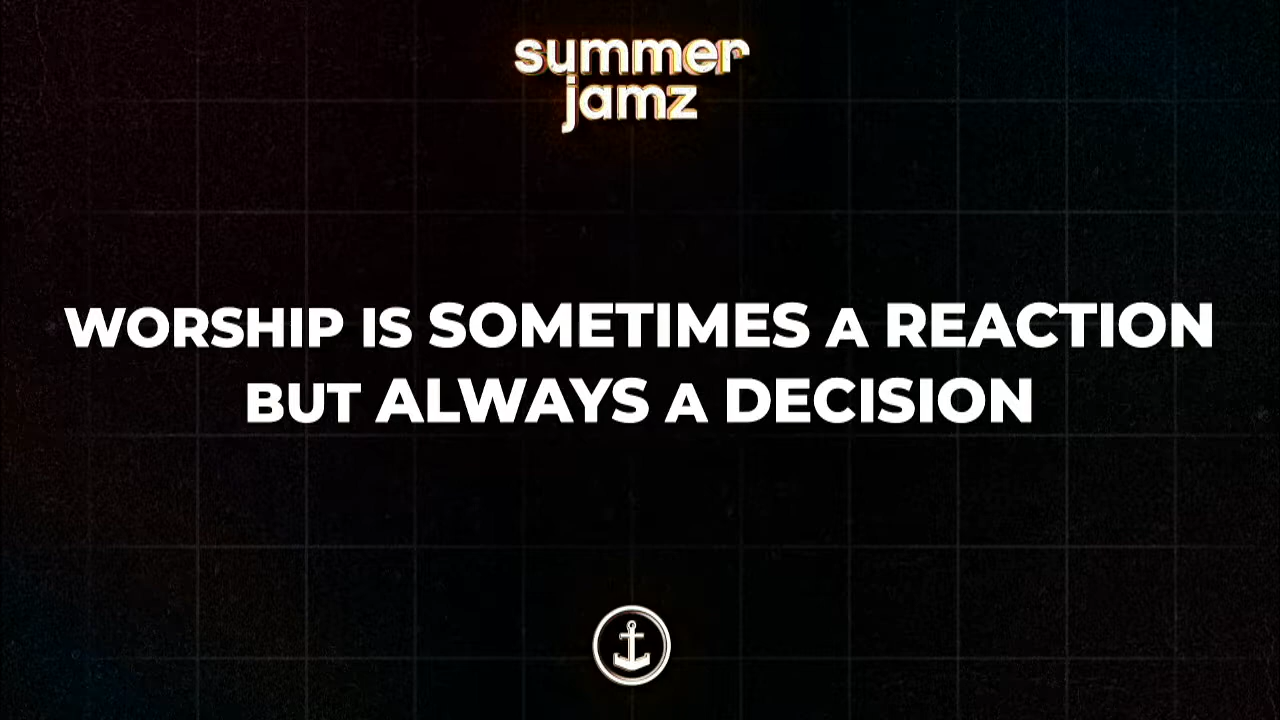 summer
jamz
WORSHIP IS SOMETIMES A REACTION
BUT ALWAYS A DECISION